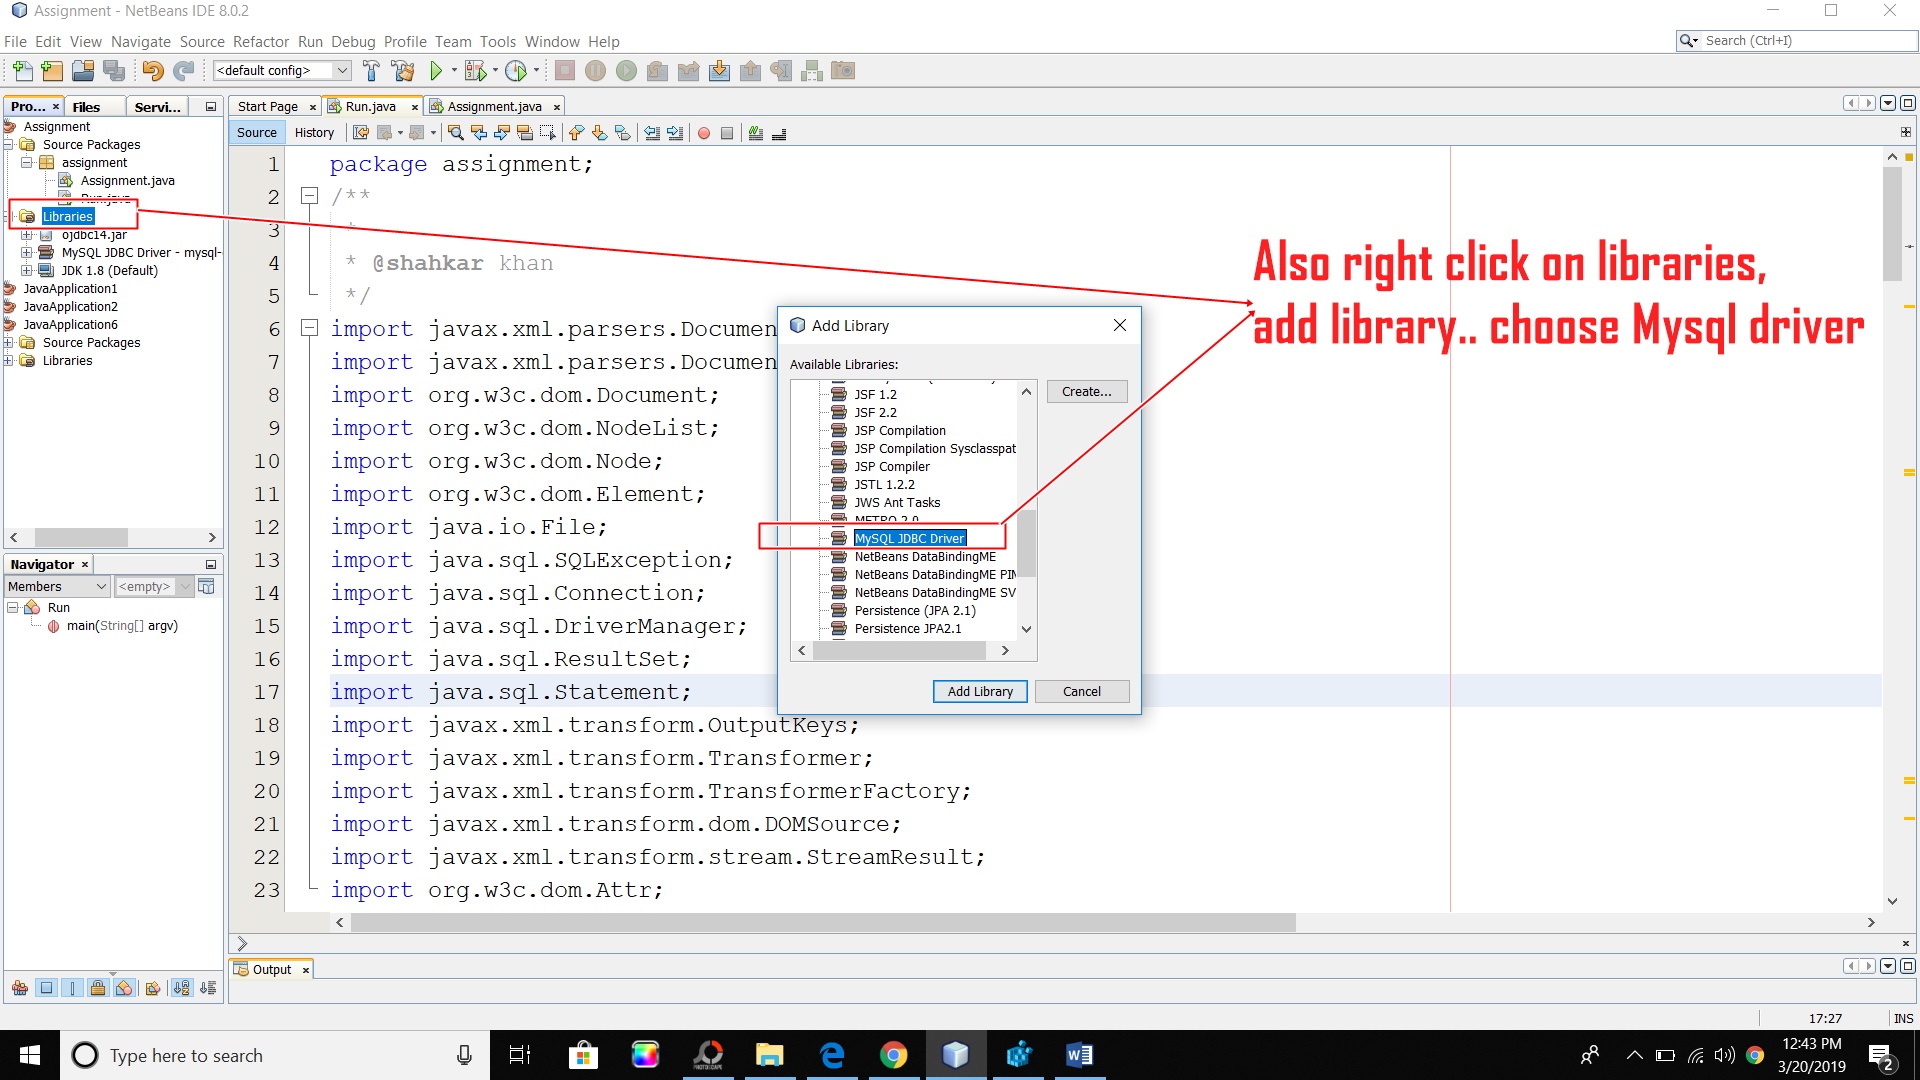 Assignment - NetBeans IDE 8.0.2
File Edit View Navigate Source Refactor Run Debug Profile Team Tools Window Help
Search (Ctrl+I)
<default config>
Pro... × Files Servi...
Start Page × Run.java × Assignment.java ×
Source History
Assignment
Source Packages
assignment
Assignment.java
Run.java
Libraries
ojdbc14.jar
MySQL JDBC Driver - mysql-
JDK 1.8 (Default)
JavaApplication1
JavaApplication2
JavaApplication6
Source Packages
Libraries
Navigator ×
Members <empty>
Run
main(String[] argv)
1 package assignment;
2 /**
3 *
4 * @shahkar khan
5 */
6 import javax.xml.parsers.Documen
7 import javax.xml.parsers.Documen
8 import org.w3c.dom.Document;
9 import org.w3c.dom.NodeList;
10 import org.w3c.dom.Node;
11 import org.w3c.dom.Element;
12 import java.io.File;
13 import java.sql.SQLException;
14 import java.sql.Connection;
15 import java.sql.DriverManager;
16 import java.sql.ResultSet;
17 import java.sql.Statement;
18 import javax.xml.transform.OutputKeys;
19 import javax.xml.transform.Transformer;
20 import javax.xml.transform.TransformerFactory;
21 import javax.xml.transform.dom.DOMSource;
22 import javax.xml.transform.stream.StreamResult;
23 import org.w3c.dom.Attr;
Also right click on libraries,
add library.. choose Mysql driver
Add Library
Available Libraries:
Create...
JSF 1.2
JSF 2.2
JSP Compilation
JSP Compilation Sysclasspat
JSP Compiler
JSTL 1.2.2
JWS Ant Tasks
METRO 2.0
MySQL JDBC Driver
NetBeans DataBindingME
NetBeans DataBindingME PIN
NetBeans DataBindingME SV
Persistence (JPA 2.1)
Persistence JPA2.1
Add Library Cancel
Output ×
17:27 INS
Type here to search
12:43 PM
3/20/2019
2